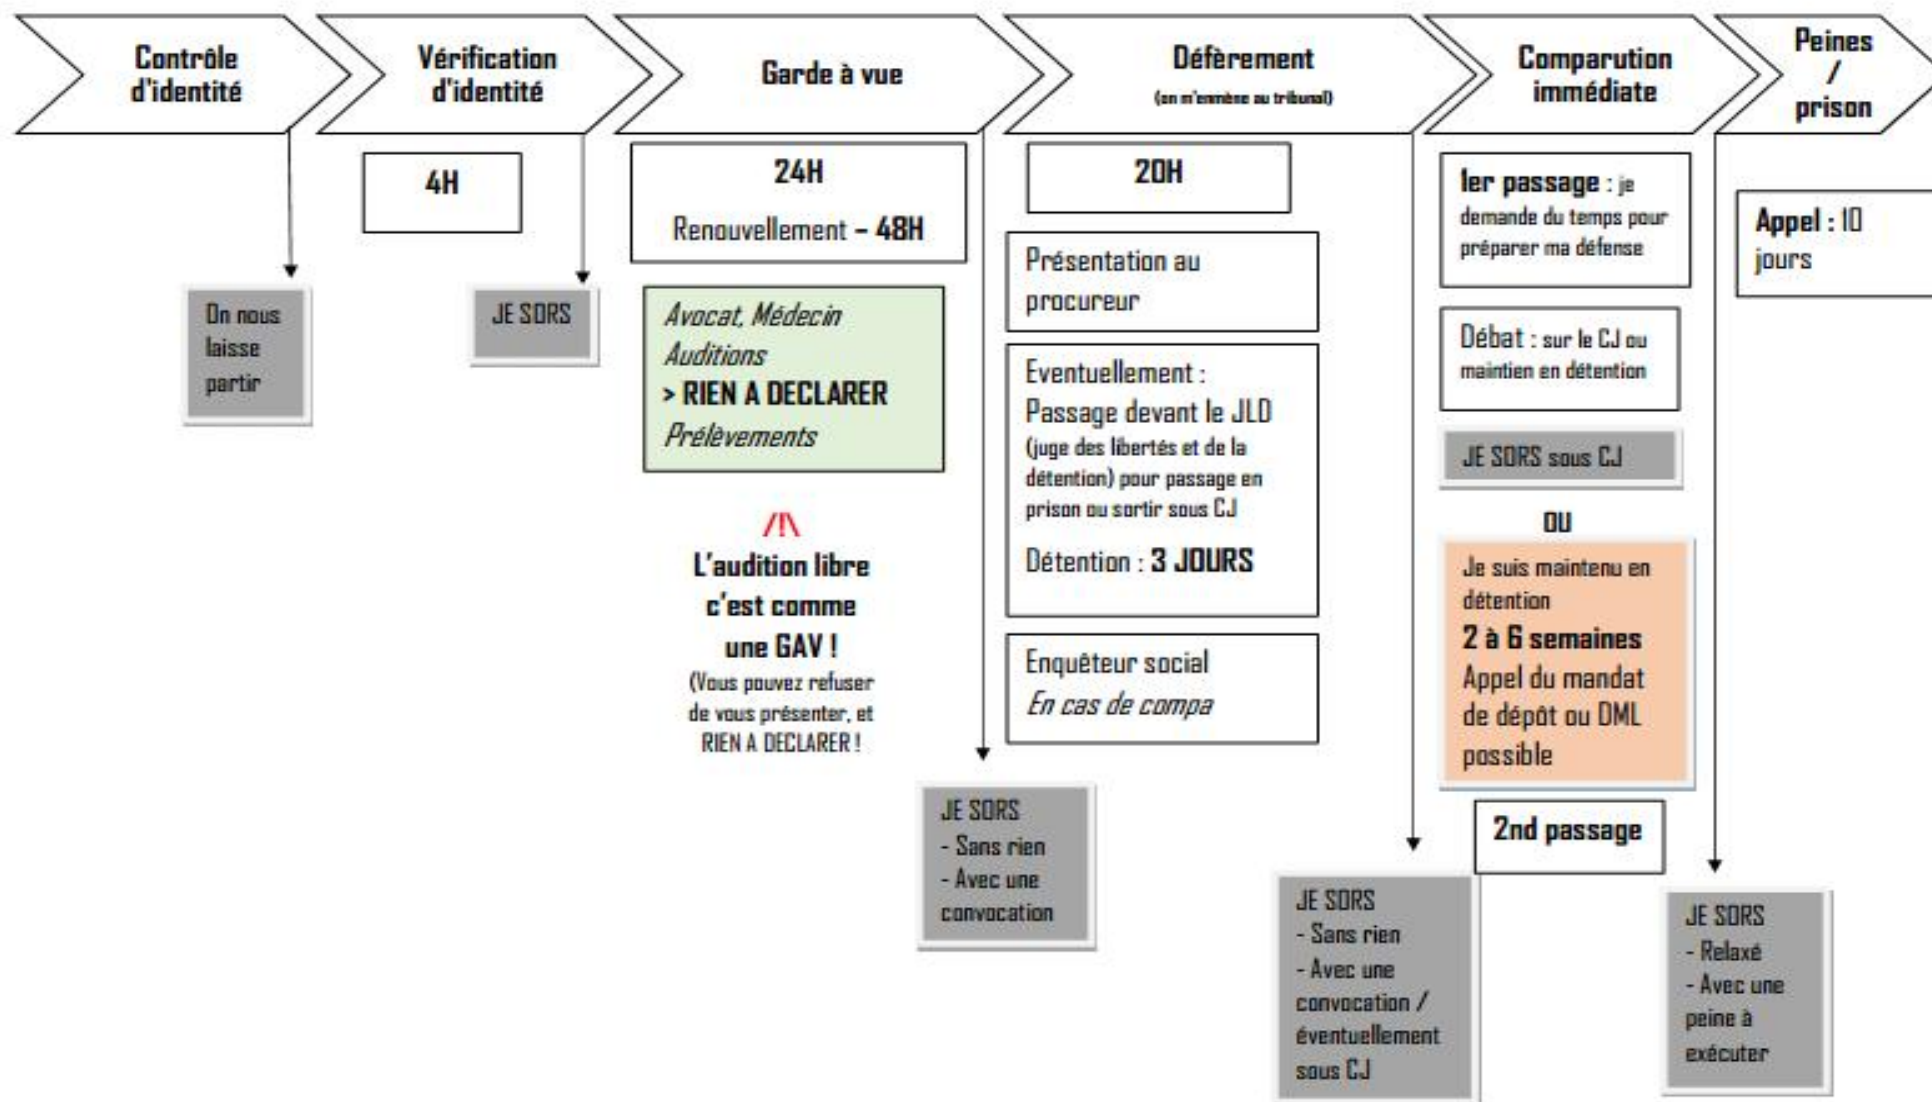 Contrôle
d'identité
Vérification
d'identité
Garde à vue
Défèrement
(on m'emmène au tribunal)
Comparution
immédiate
Peines
/
prison
On nous
laisse
partir
4H
JE SORS
24H
Renouvellement – 48H
Avocat, Médecin
Auditions
> RIEN A DECLARER
Prélèvements
/!\
L'audition libre
c'est comme
une GAV !
(Vous pouvez refuser
de vous présenter, et
RIEN A DECLARER !
JE SORS
- Sans rien
- Avec une
convocation
20H
Présentation au
procureur
Eventuellement :
Passage devant le JLD
(juge des libertés et de la
détention) pour passage en
prison ou sortir sous CJ
Détention : 3 JOURS
Enquêteur social
En cas de compa
JE SORS
- Sans rien
- Avec une
convocation /
éventuellement
sous CJ
1er passage : je
demande du temps pour
préparer ma défense
Débat : sur le CJ ou
maintien en détention
JE SORS sous CJ
OU
Je suis maintenu en
détention
2 à 6 semaines
Appel du mandat
de dépôt ou DML
possible
2nd passage
JE SORS
- Relaxé
- Avec une
peine à
exécuter
Appel : 10
jours